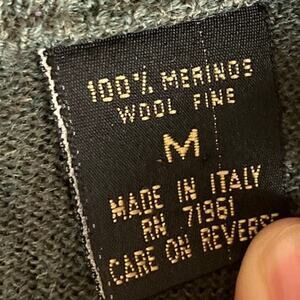 100% MERINOS
WOOL FINE
M
MADE IN ITALY
RN 71961
CARE ON REVERSE